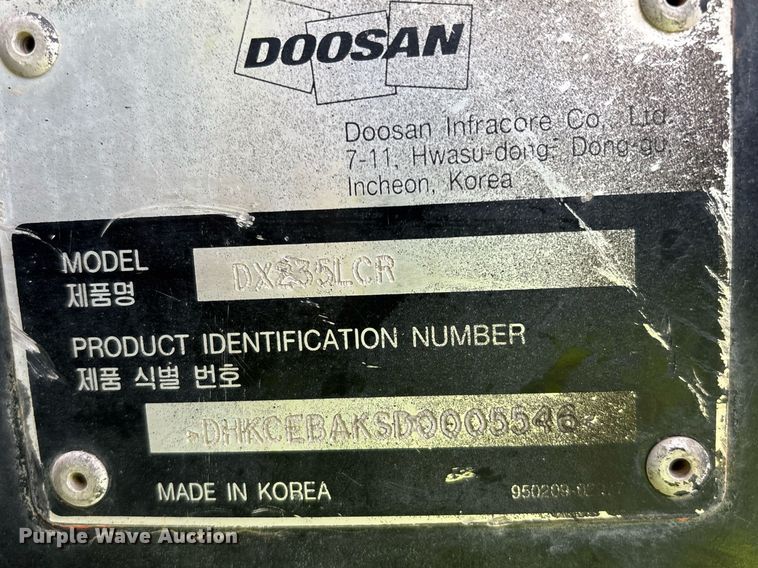 DOOSAN
Doosan Infracore Co., Ltd.
7-11, Hwasu-dong, Dong-gu,
Incheon, Korea
MODEL DX235LCR
제품명
PRODUCT IDENTIFICATION NUMBER
제품 식별 번호
DHKCEBAKSD0005546
MADE IN KOREA
Purple Wave Auction